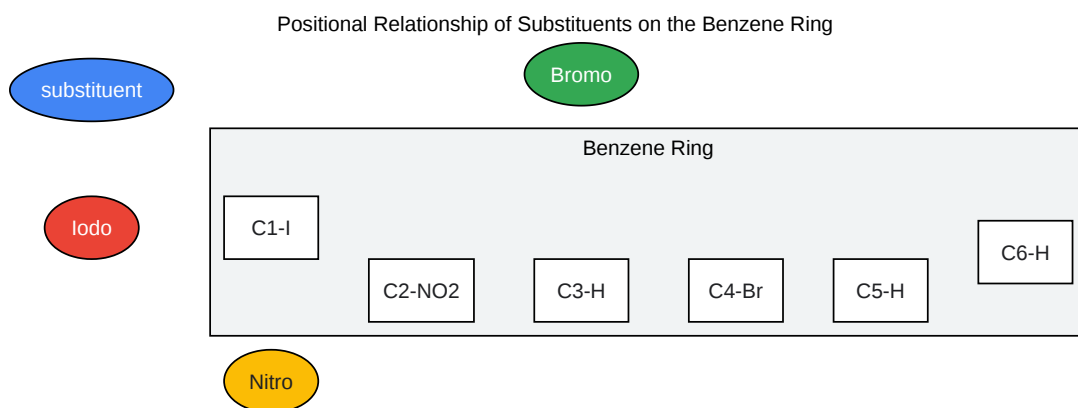 Positional Relationship of Substituents on the Benzene Ring
Bromo
substituent
Benzene Ring
Iodo
C1-I
C6-H
C2-NO2
C3-H
C4-Br
C5-H
Nitro